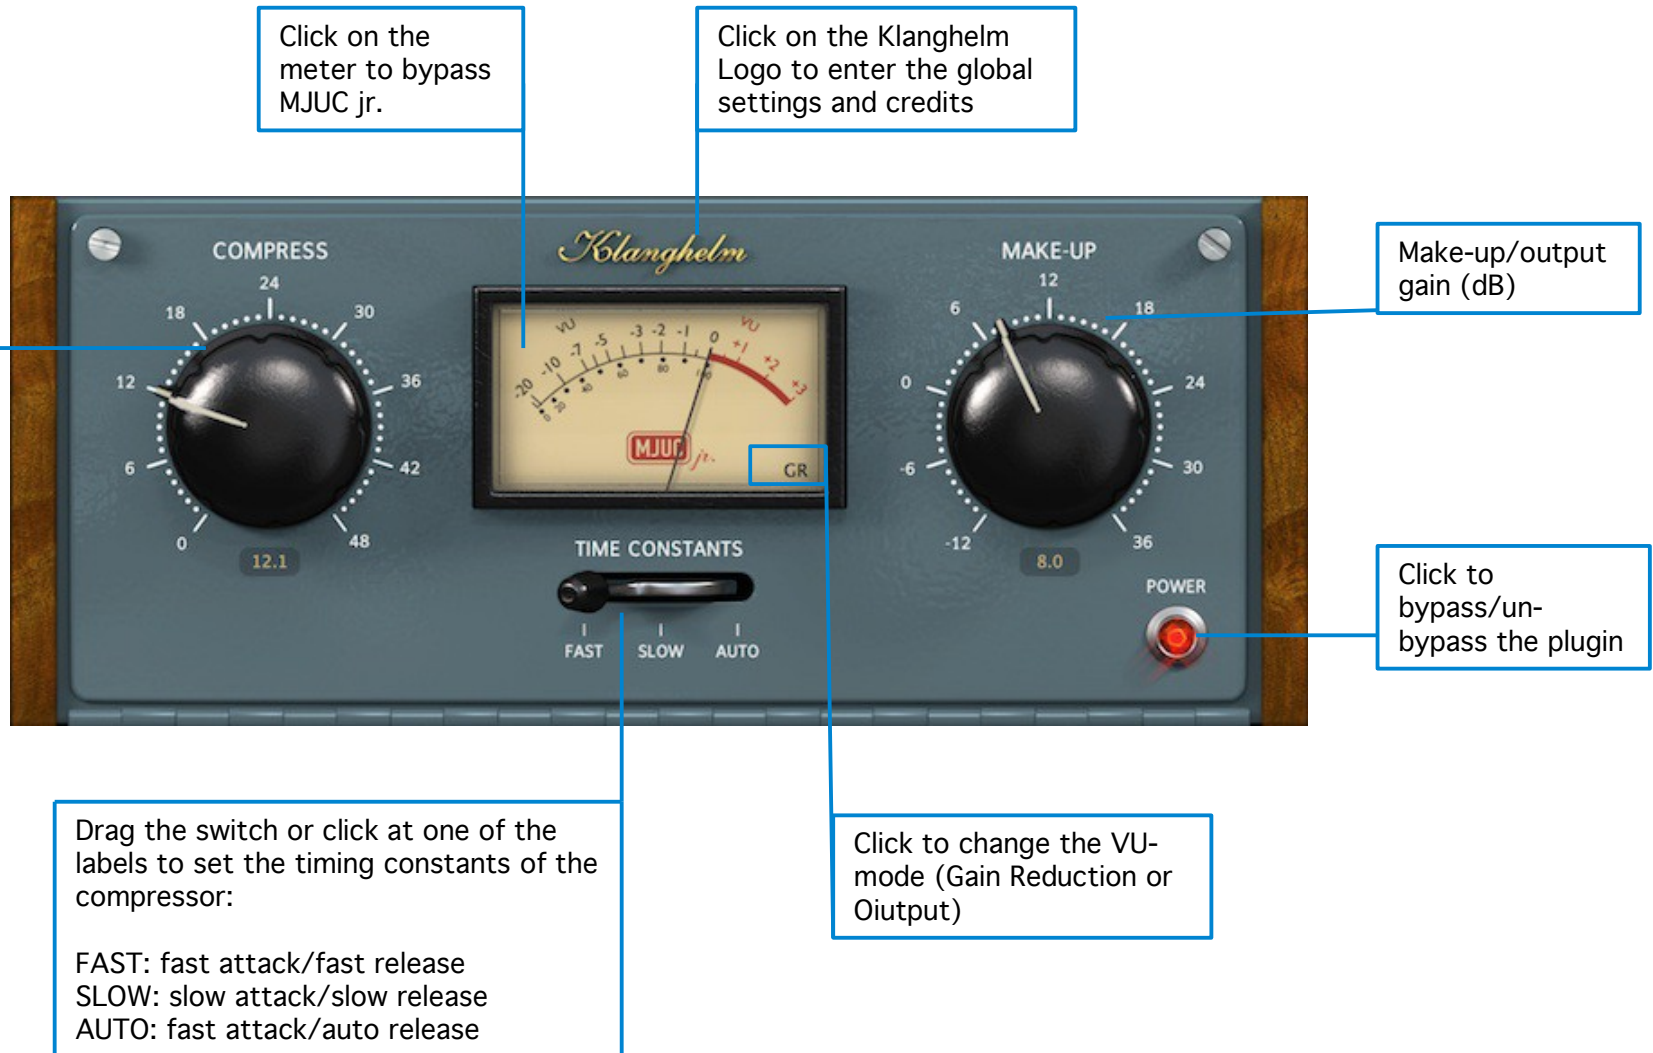 Click on the
meter to bypass
MJUC jr.
Click on the Klanghelm
Logo to enter the global
settings and credits
Klanghelm
COMPRESS
0
6
12
18
24
30
36
42
48
12.1
VU
VU
-20
-10
-7
-5
-3
-2
-1
0
+1
+2
+3
0
20
40
60
80
100
MJUC jr.
GR
TIME CONSTANTS
FAST
SLOW
AUTO
MAKE-UP
-12
-6
0
6
12
18
24
30
36
8.0
POWER
Make-up/output
gain (dB)
Click to
bypass/un-
bypass the plugin
Drag the switch or click at one of the
labels to set the timing constants of the
compressor:
FAST: fast attack/fast release
SLOW: slow attack/slow release
AUTO: fast attack/auto release
Click to change the VU-
mode (Gain Reduction or
Oiutput)